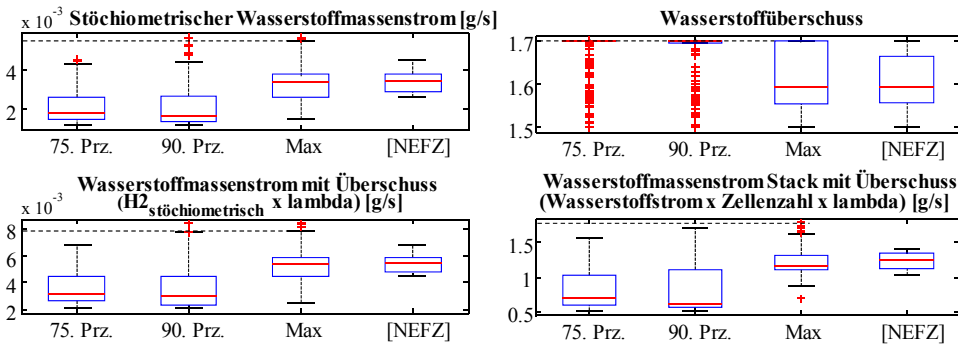 Stöchiometrischer Wasserstoffmassenstrom [g/s]
x 10⁻³
4
2
75. Prz. 90. Prz. Max [NEFZ]
Wasserstoffüberschuss
1.7
1.6
1.5
75. Prz. 90. Prz. Max [NEFZ]
Wasserstoffmassenstrom mit Überschuss
(H2stöchiometrisch x lambda) [g/s]
x 10⁻³
8
6
4
2
75. Prz. 90. Prz. Max [NEFZ]
Wasserstoffmassenstrom Stack mit Überschuss
(Wasserstoffstrom x Zellenzahl x lambda) [g/s]
1.5
1
0.5
75. Prz. 90. Prz. Max [NEFZ]